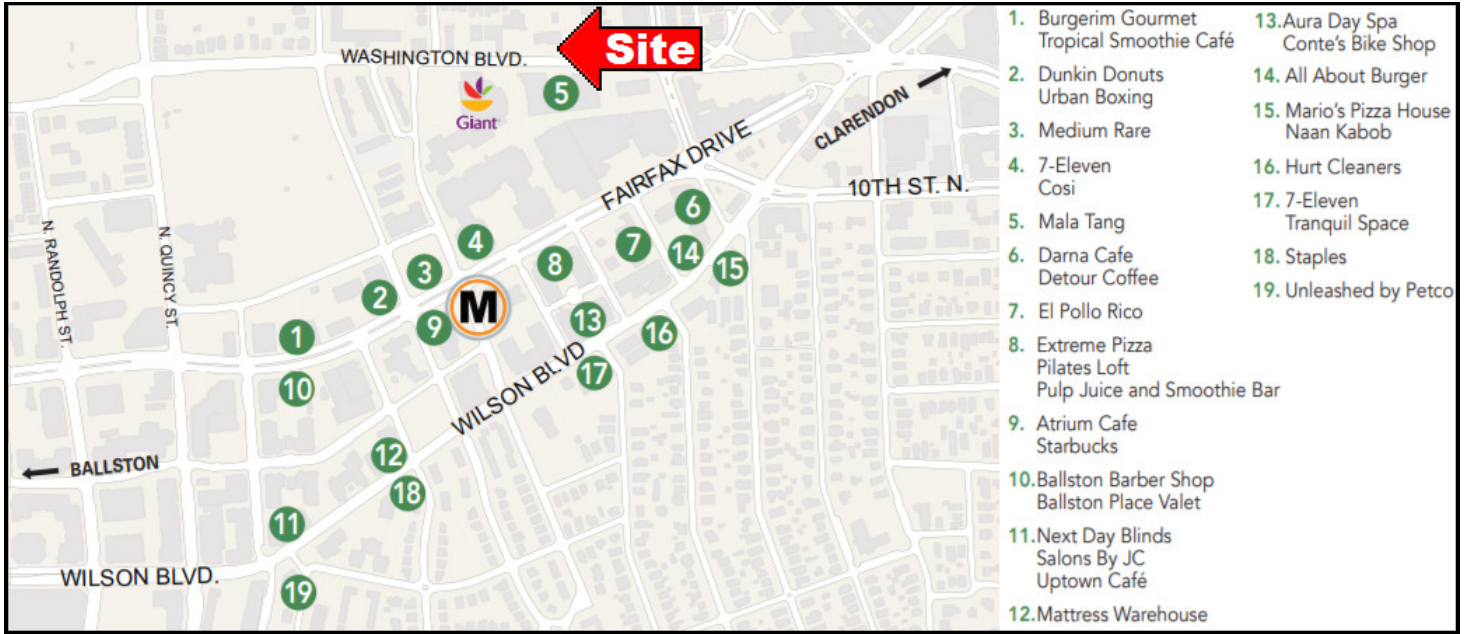 WASHINGTON BLVD.
Site
Giant
5
CLARENDON
FAIRFAX DRIVE
10TH ST. N.
N. RANDOLPH ST.
N. QUINCY ST.
6
4
7
8
14
3
15
2
M
9
13
1
16
WILSON BLVD
17
10
12
BALLSTON
18
11
WILSON BLVD.
19
1. Burgerim Gourmet
Tropical Smoothie Café
2. Dunkin Donuts
Urban Boxing
3. Medium Rare
4. 7-Eleven
Cosi
5. Mala Tang
6. Darna Cafe
Detour Coffee
7. El Pollo Rico
8. Extreme Pizza
Pilates Loft
Pulp Juice and Smoothie Bar
9. Atrium Cafe
Starbucks
10.Ballston Barber Shop
Ballston Place Valet
11.Next Day Blinds
Salons By JC
Uptown Café
12.Mattress Warehouse
13.Aura Day Spa
Conte's Bike Shop
14. All About Burger
15. Mario's Pizza House
Naan Kabob
16. Hurt Cleaners
17. 7-Eleven
Tranquil Space
18. Staples
19. Unleashed by Petco